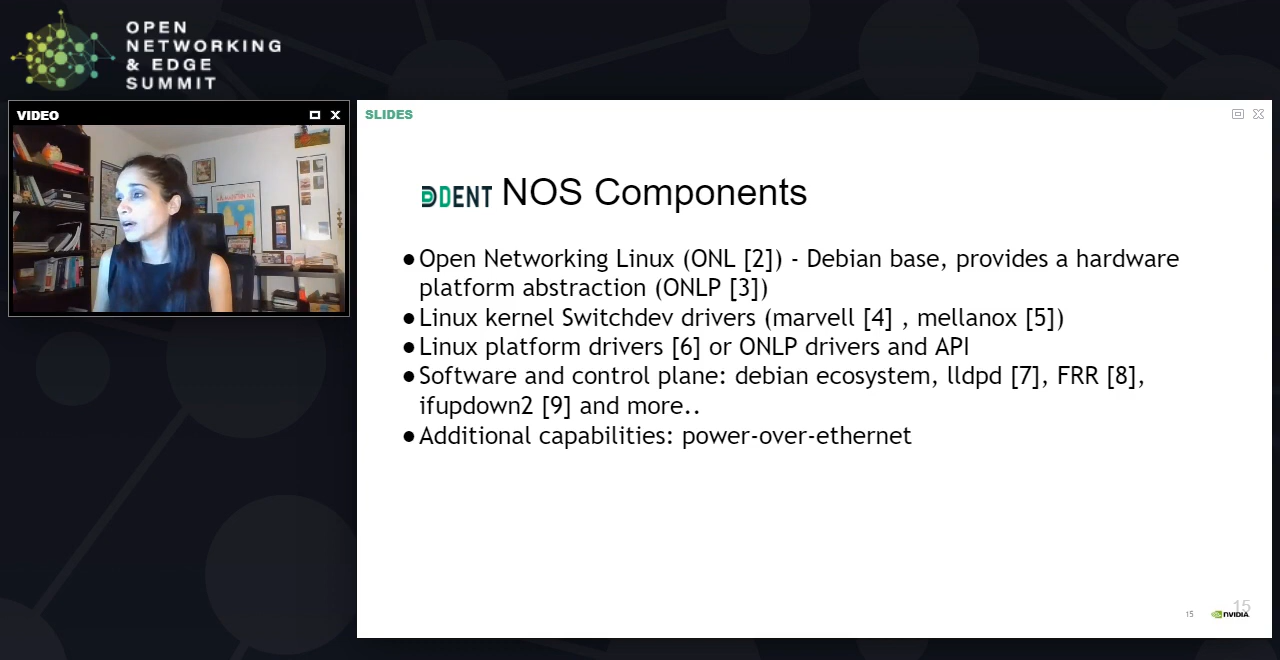 OPEN
NETWORKING
& EDGE
SUMMIT
VIDEO
SLIDES
DENT NOS Components
●Open Networking Linux (ONL [2]) - Debian base, provides a hardware
platform abstraction (ONLP [3])
●Linux kernel Switchdev drivers (marvell [4] , mellanox [5])
●Linux platform drivers [6] or ONLP drivers and API
●Software and control plane: debian ecosystem, lldpd [7], FRR [8],
ifupdown2 [9] and more..
●Additional capabilities: power-over-ethernet
15
15 NVIDIA